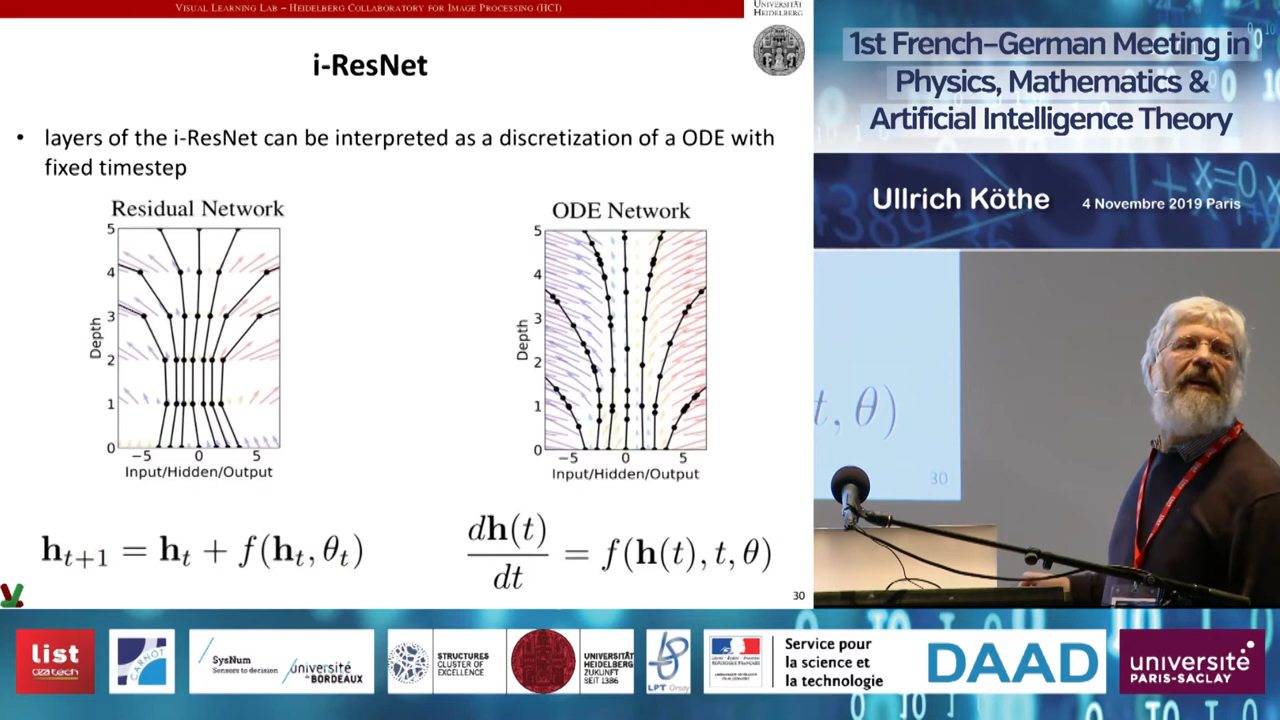 VISUAL LEARNING LAB – HEIDELBERG COLLABORATORY FOR IMAGE PROCESSING (HCI)
UNIVERSITÄT
HEIDELBERG
i-ResNet
• layers of the i-ResNet can be interpreted as a discretization of a ODE with
fixed timestep
Residual Network
5
4
3
2
1
0
Depth
−5 0 5
Input/Hidden/Output
ODE Network
5
4
3
2
1
0
Depth
−5 0 5
Input/Hidden/Output
h_{t+1} = h_t + f(h_t, θ_t)
dh(t)/dt = f(h(t), t, θ)
30
1st French–German Meeting in
Physics, Mathematics &
Artificial Intelligence Theory
Ullrich Köthe 4 Novembre 2019 Paris
t, θ)
30
list
CARNOT
SysNum
Sensors to decision
université
de BORDEAUX
STRUCTURES
CLUSTER OF
EXCELLENCE
UNIVERSITÄT
HEIDELBERG
ZUKUNFT
SEIT 1386
LPT Orsay
Service pour
la science et
la technologie
DAAD
université
PARIS-SACLAY